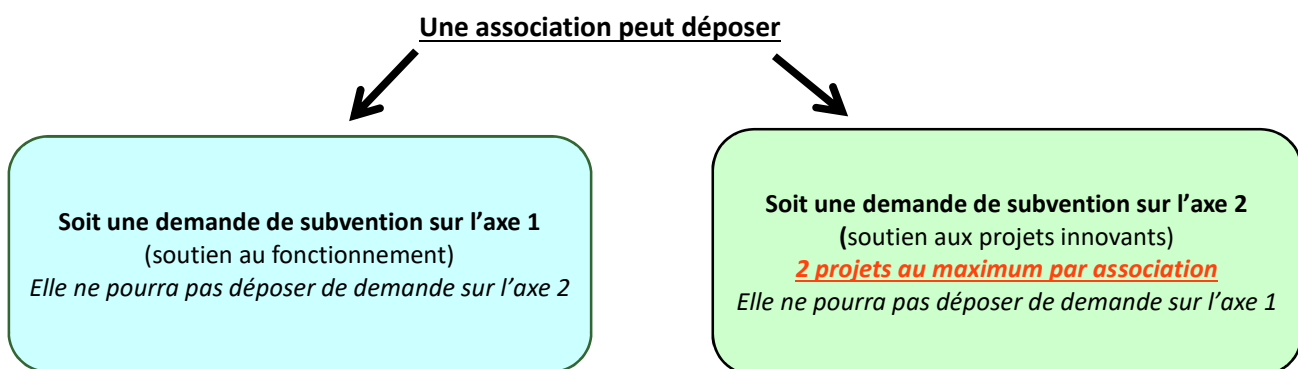 Une association peut déposer
Soit une demande de subvention sur l’axe 1
(soutien au fonctionnement)
Elle ne pourra pas déposer de demande sur l’axe 2
Soit une demande de subvention sur l’axe 2
(soutien aux projets innovants)
2 projets au maximum par association
Elle ne pourra pas déposer de demande sur l’axe 1